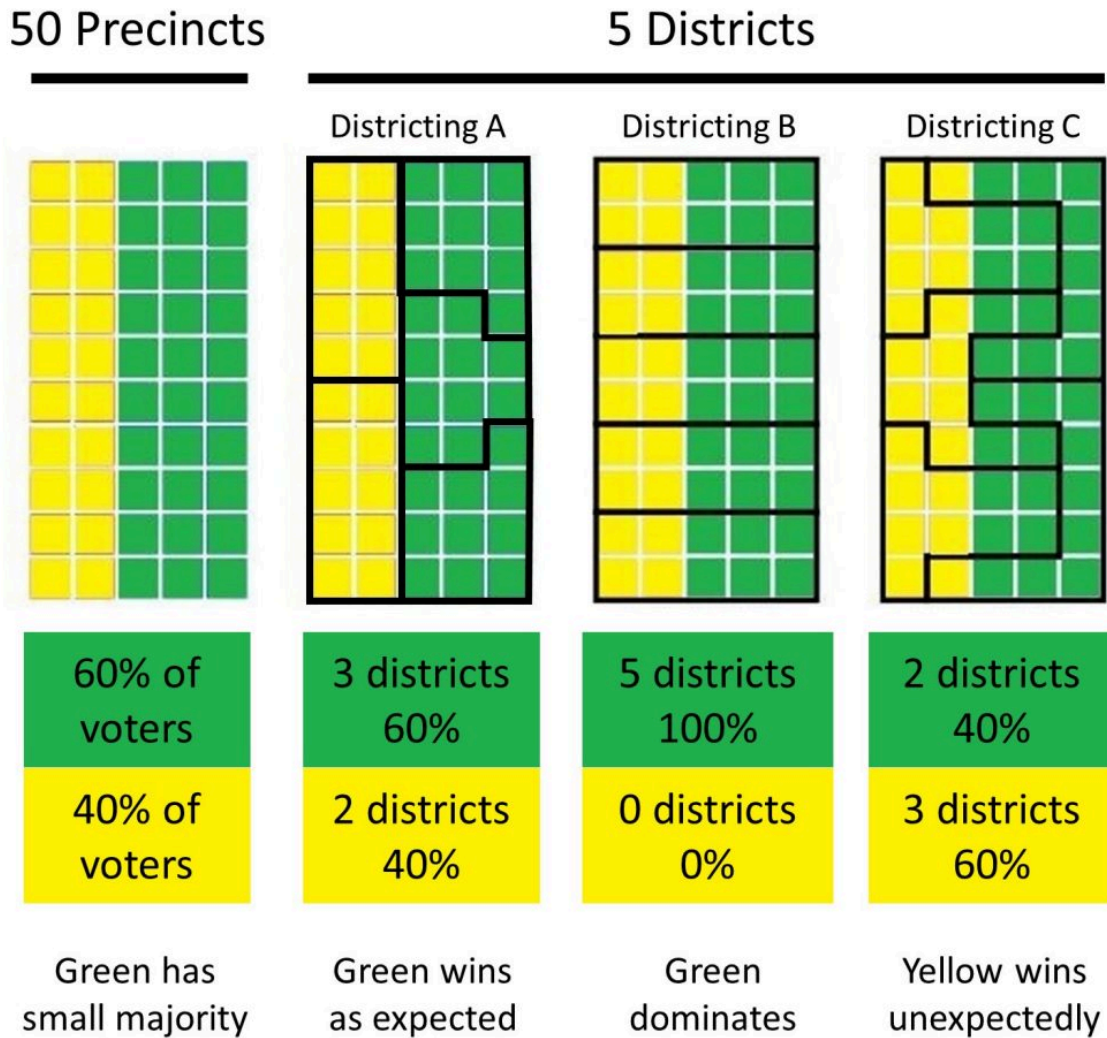 50 Precincts
5 Districts
Districting A
Districting B
Districting C
60% of
voters
3 districts
60%
5 districts
100%
2 districts
40%
40% of
voters
2 districts
40%
0 districts
0%
3 districts
60%
Green has
small majority
Green wins
as expected
Green
dominates
Yellow wins
unexpectedly